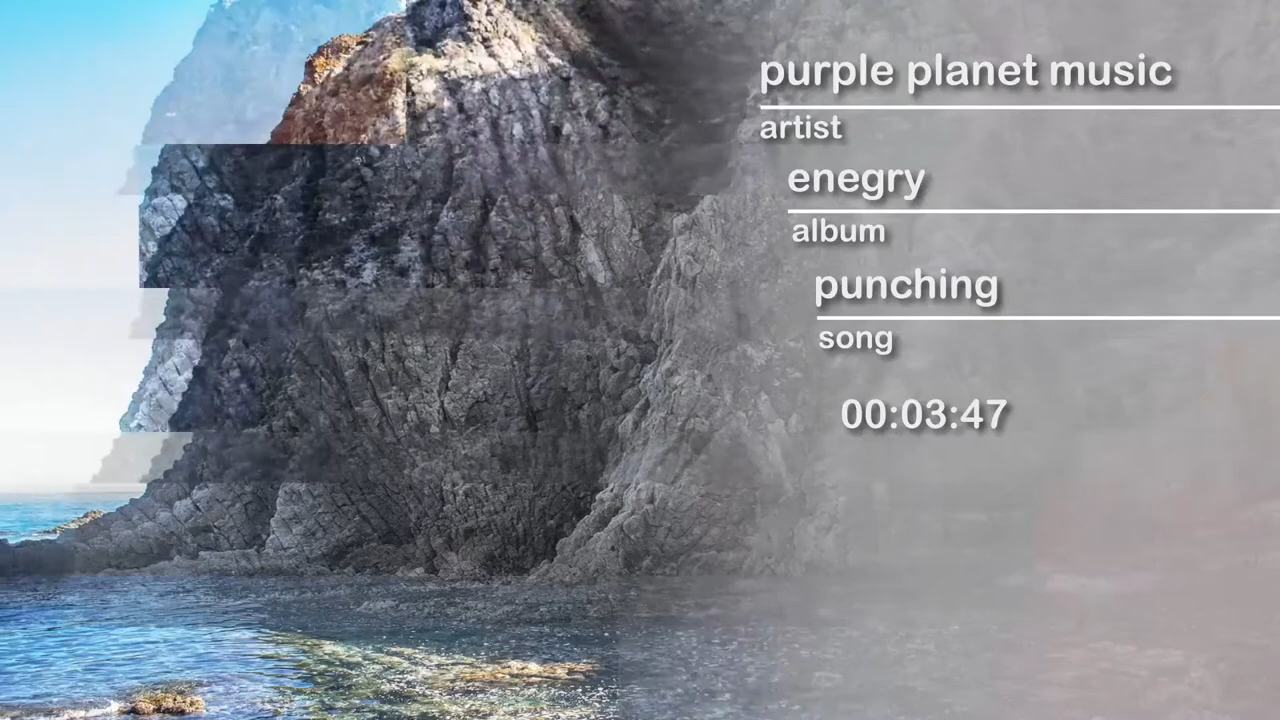 purple planet music
artist
enegry
album
punching
song
00:03:47